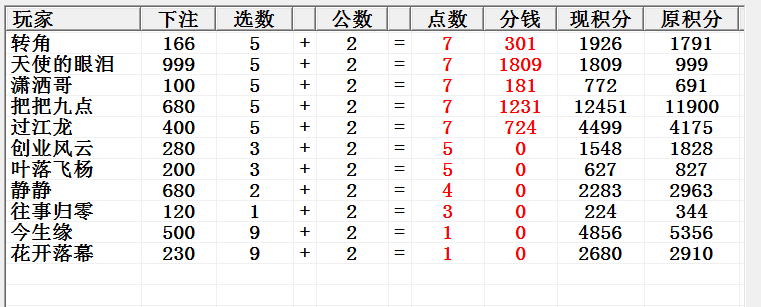 玩家 下注 选数 公数 点数 分钱 现积分 原积分
转角 166 5 + 2 = 7 301 1926 1791
天使的眼泪 999 5 + 2 = 7 1809 1809 999
潇洒哥 100 5 + 2 = 7 181 772 691
把把九点 680 5 + 2 = 7 1231 12451 11900
过江龙 400 5 + 2 = 7 724 4499 4175
创业风云 280 3 + 2 = 5 0 1548 1828
叶落飞杨 200 3 + 2 = 5 0 627 827
静静 680 2 + 2 = 4 0 2283 2963
往事归零 120 1 + 2 = 3 0 224 344
今生缘 500 9 + 2 = 1 0 4856 5356
花开落幕 230 9 + 2 = 1 0 2680 2910